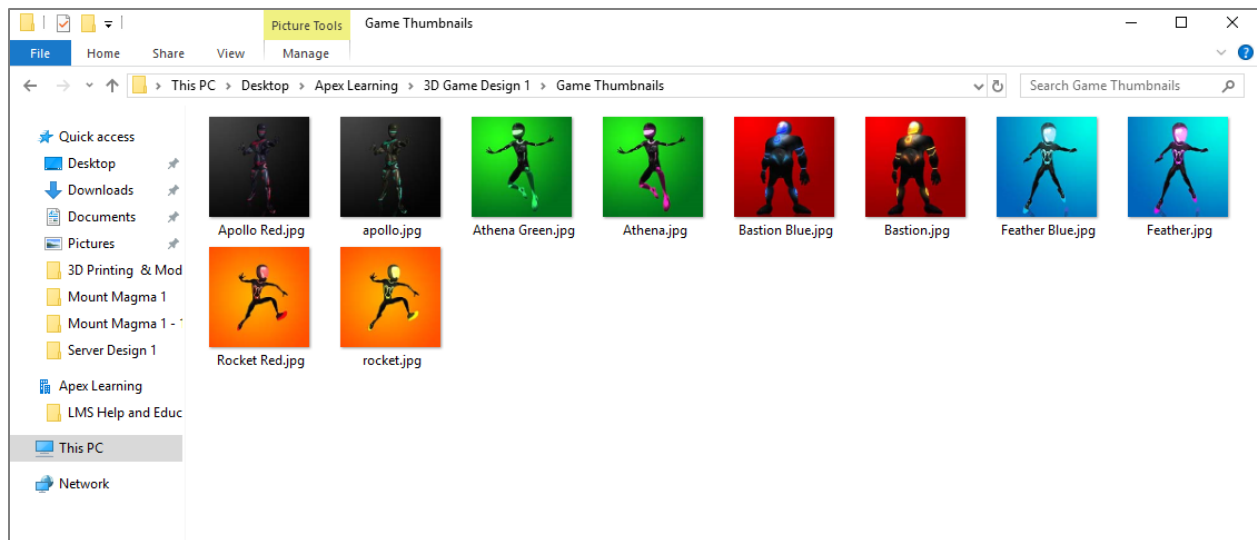 Picture Tools Game Thumbnails
File Home Share View Manage
This PC Desktop Apex Learning 3D Game Design 1 Game Thumbnails Search Game Thumbnails
Quick access
Desktop
Downloads
Documents
Pictures
3D Printing & Mod
Mount Magma 1
Mount Magma 1 - 1
Server Design 1
Apex Learning
LMS Help and Educ
This PC
Network
Apollo Red.jpg apollo.jpg Athena Green.jpg Athena.jpg Bastion Blue.jpg Bastion.jpg Feather Blue.jpg Feather.jpg
Rocket Red.jpg rocket.jpg